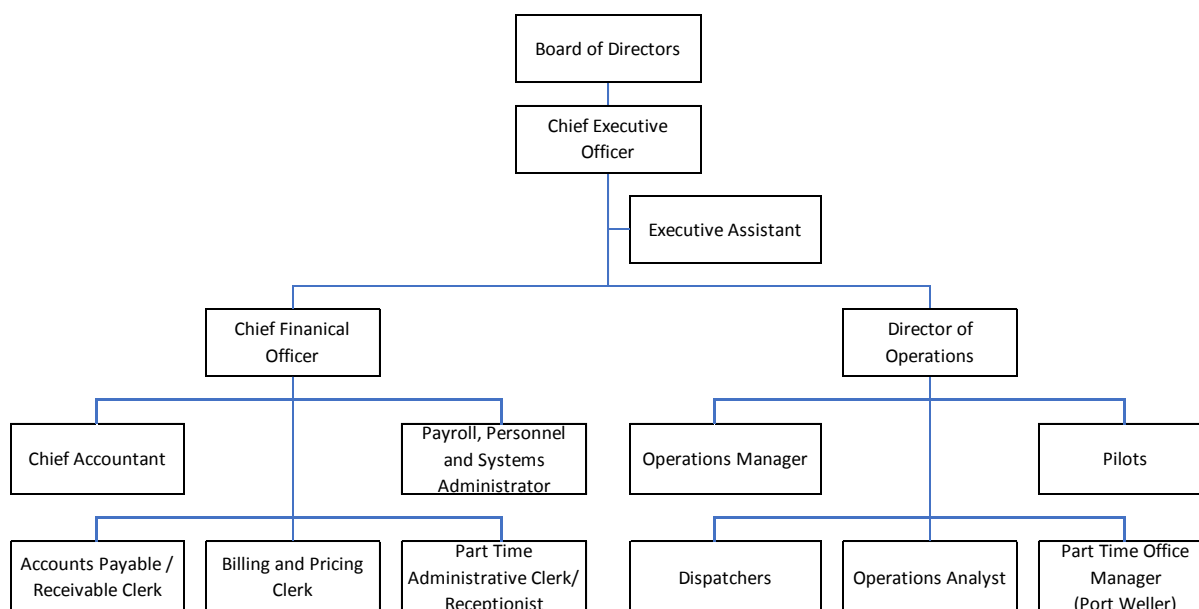 Board of Directors
Chief Executive
Officer
Executive Assistant
Chief Finanical
Officer
Director of
Operations
Chief Accountant
Payroll, Personnel
and Systems
Administrator
Operations Manager
Pilots
Accounts Payable /
Receivable Clerk
Billing and Pricing
Clerk
Part Time
Administrative Clerk/
Receptionist
Dispatchers
Operations Analyst
Part Time Office
Manager
(Port Weller)